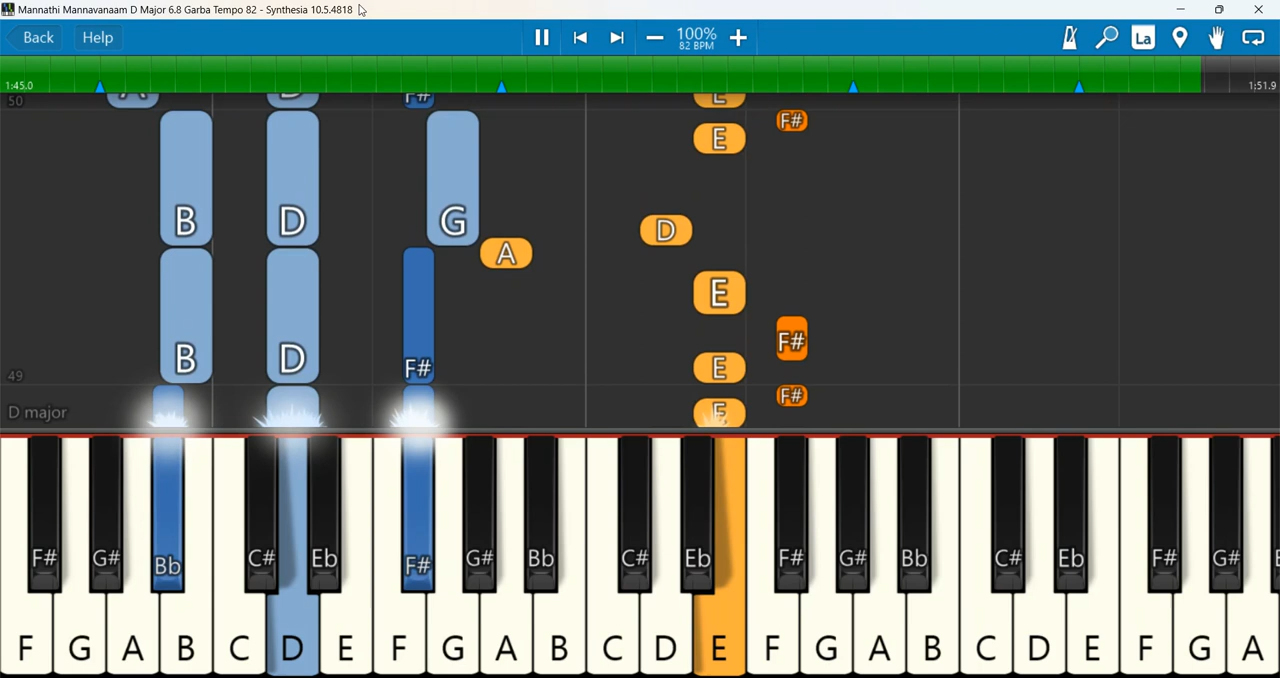 Mannathi Mannavanaam D Major 6.8 Garba Tempo 82 - Synthesia 10.5.4818
Back Help 100% La
82 BPM
1:45.0 1:51.9
50 A D F# E
E F#
B D G D
A
E
F#
B D F# E
49
F#
D major E
F# G# Bb C# Eb F# G# Bb C# Eb F# G# Bb C# Eb F# G# E
F G A B C D E F G A B C D E F G A B C D E F G A